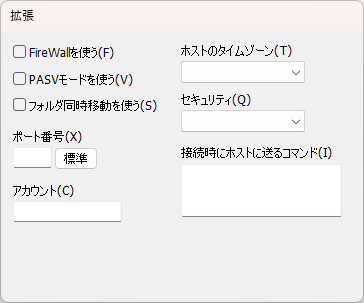 拡張
FireWallを使う(F)
PASVモードを使う(V)
フォルダ同時移動を使う(S)
ポート番号(X)
標準
アカウント(C)
ホストのタイムゾーン(T)
セキュリティ(Q)
接続時にホストに送るコマンド(I)